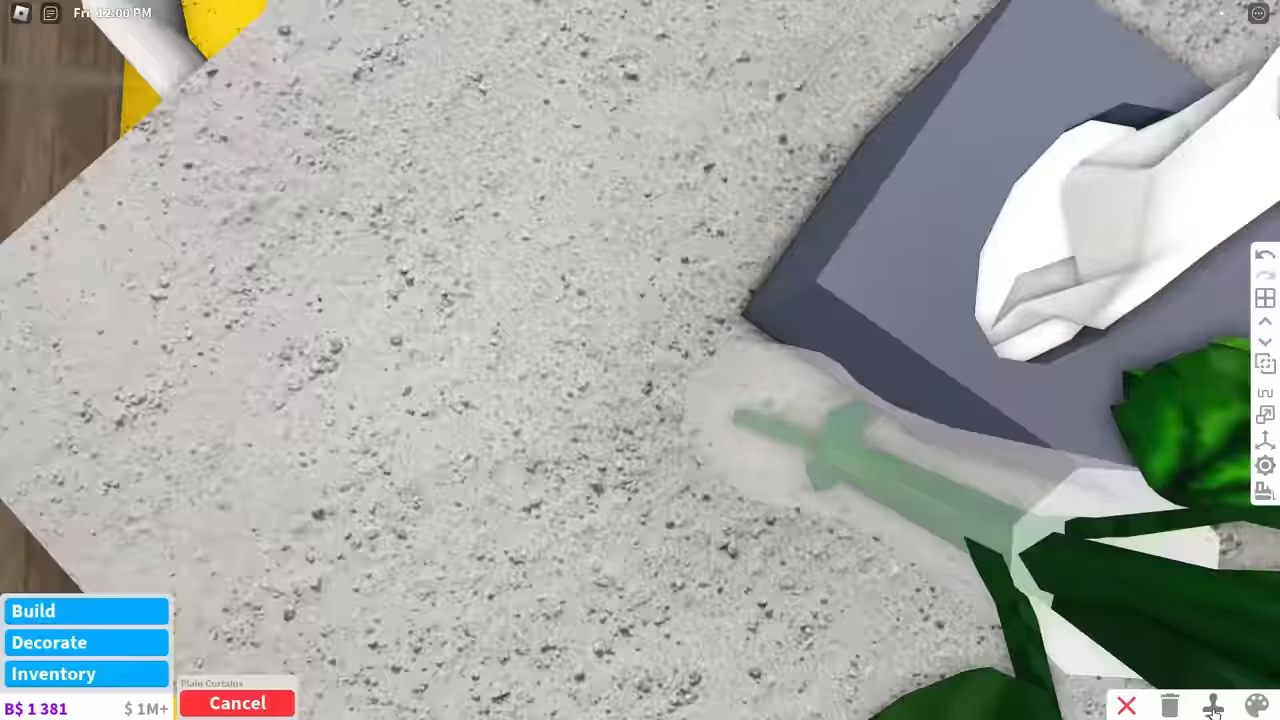 Fri 12:00 PM
Build
Decorate
Inventory
Plain Curtains
Cancel
B$ 1 381
$ 1M+